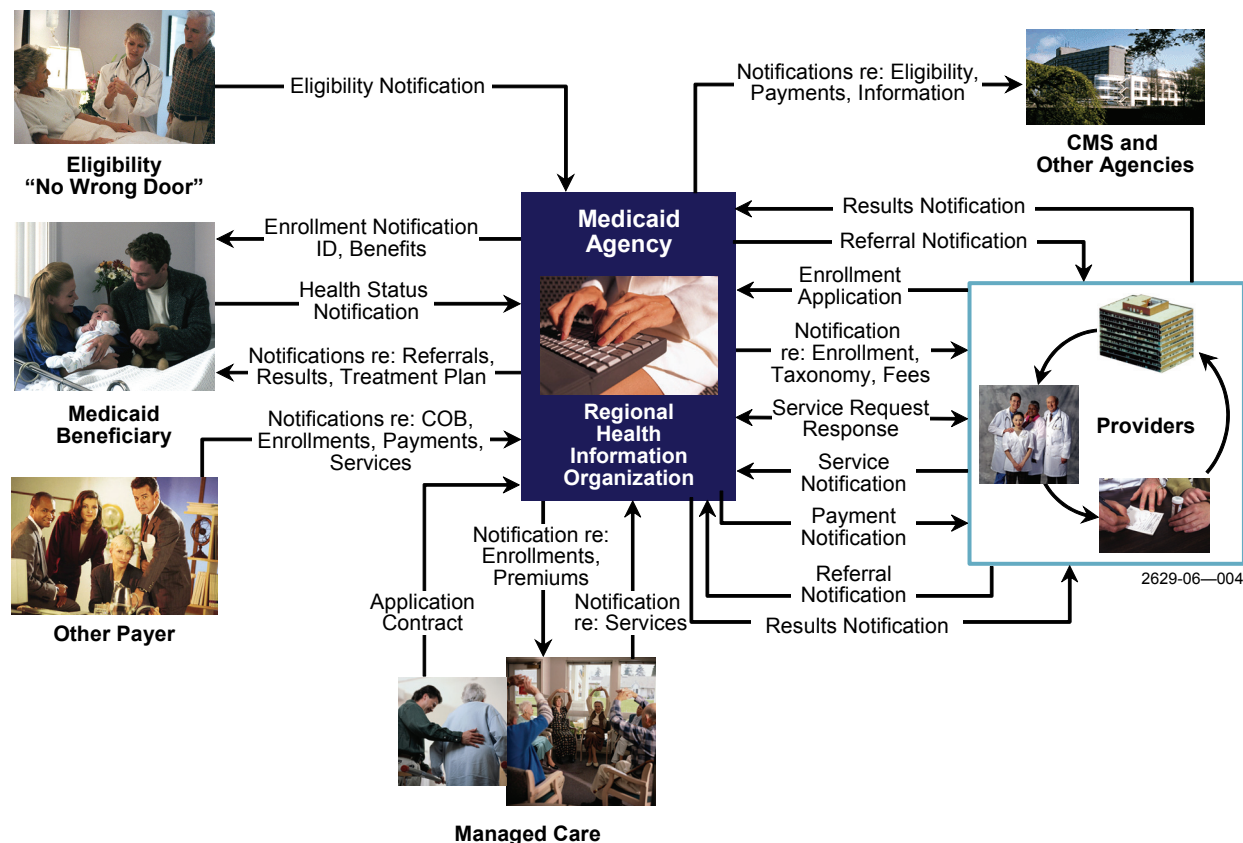 Eligibility Notification
Notifications re: Eligibility,
Payments, Information
Eligibility
“No Wrong Door”
CMS and
Other Agencies
Medicaid
Agency
Regional
Health
Information
Organization
Enrollment Notification
ID, Benefits
Health Status
Notification
Notifications re: Referrals,
Results, Treatment Plan
Medicaid
Beneficiary
Notifications re: COB,
Enrollments, Payments,
Services
Other Payer
Results Notification
Referral Notification
Enrollment
Application
Notification
re: Enrollment,
Taxonomy, Fees
Service Request
Response
Service
Notification
Payment
Notification
Referral
Notification
Results Notification
Providers
2629-06—004
Application
Contract
Notification re:
Enrollments,
Premiums
Notification
re: Services
Managed Care